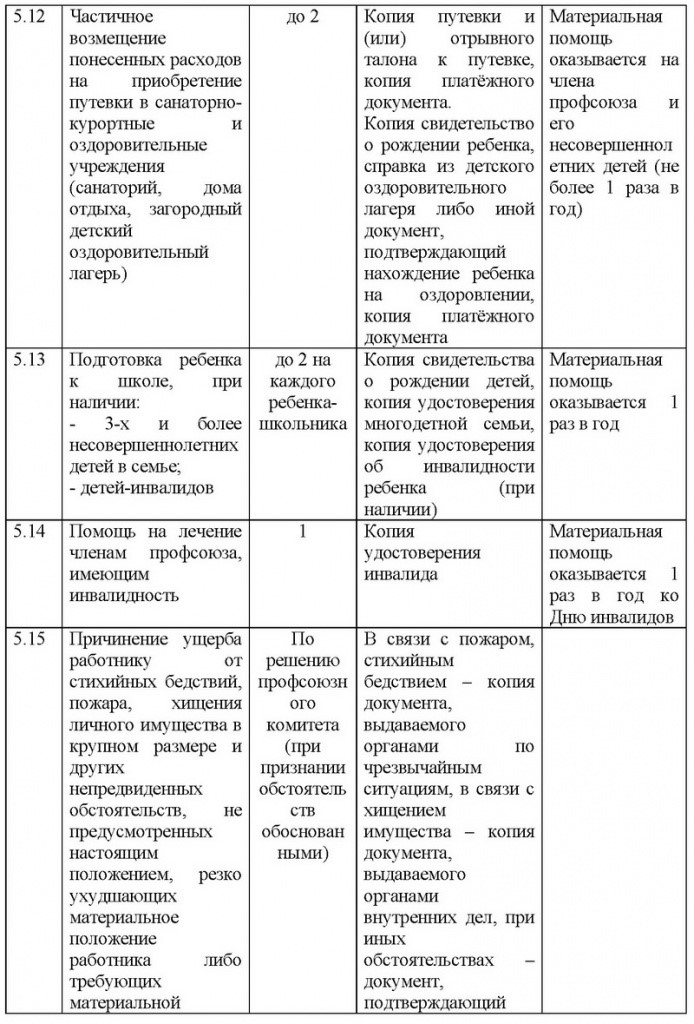 5.12
Частичное
возмещение
понесенных расходов
на приобретение
путевки в санаторно-
курортные и
оздоровительные
учреждения
(санаторий, дома
отдыха, загородный
детский
оздоровительный
лагерь)
до 2
Копия путевки и
(или) отрывного
талона к путевке,
копия платёжного
документа.
Копия свидетельство
о рождении ребенка,
справка из детского
оздоровительного
лагеря либо иной
документ,
подтверждающий
нахождение ребенка
на оздоровлении,
копия платёжного
документа
Материальная
помощь
оказывается на
члена
профсоюза и
его
несовершеннол
етних детей (не
более 1 раза в
год)
5.13
Подготовка ребенка
к школе, при
наличии:
- 3-х и более
несовершеннолетних
детей в семье;
- детей-инвалидов
до 2 на
каждого
ребенка-
школьника
Копия свидетельства
о рождении детей,
копия удостоверения
многодетной семьи,
копия удостоверения
об инвалидности
ребенка (при
наличии)
Материальная
помощь
оказывается 1
раз в год
5.14
Помощь на лечение
членам профсоюза,
имеющим
инвалидность
1
Копия
удостоверения
инвалида
Материальная
помощь
оказывается 1
раз в год ко
Дню инвалидов
5.15
Причинение ущерба
работнику от
стихийных бедствий,
пожара, хищения
личного имущества в
крупном размере и
других
непредвиденных
обстоятельств, не
предусмотренных
настоящим
положением, резко
ухудшающих
материальное
положение
работника либо
требующих
материальной
По
решению
профсоюзн
ого
комитета
(при
признании
обстоятель
ств
обоснован
ными)
В связи с пожаром,
стихийным
бедствием – копия
документа,
выдаваемого
органами по
чрезвычайным
ситуациям, в связи с
хищением
имущества – копия
документа,
выдаваемого
органами
внутренних дел, при
иных
обстоятельствах –
документ,
подтверждающий